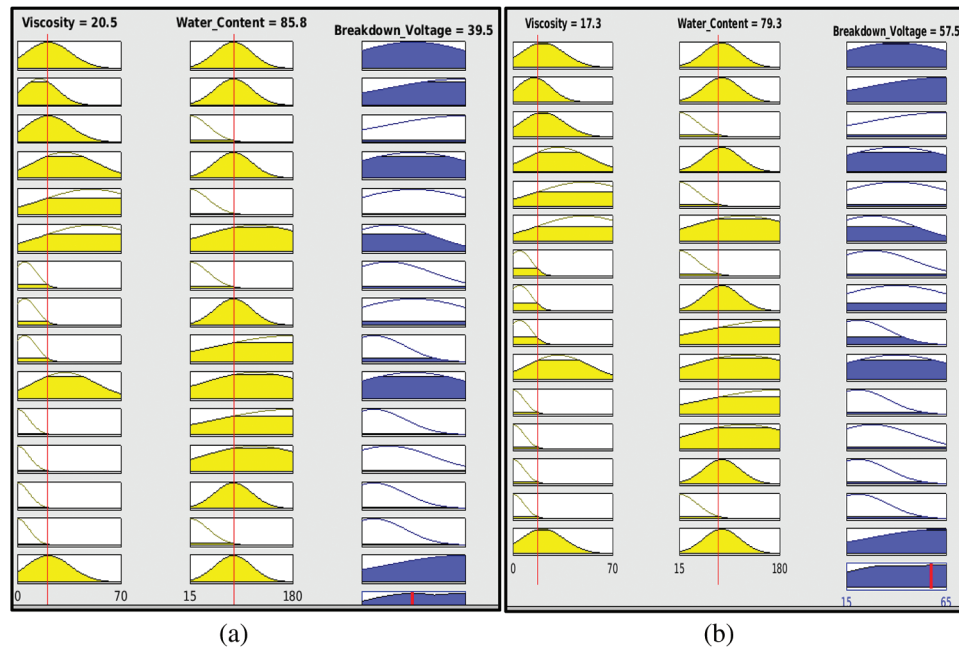 Viscosity = 20.5 Water_Content = 85.8 Breakdown_Voltage = 39.5
0 70 15 180
(a)
Viscosity = 17.3 Water_Content = 79.3 Breakdown_Voltage = 57.5
0 70 15 180
15 65
(b)